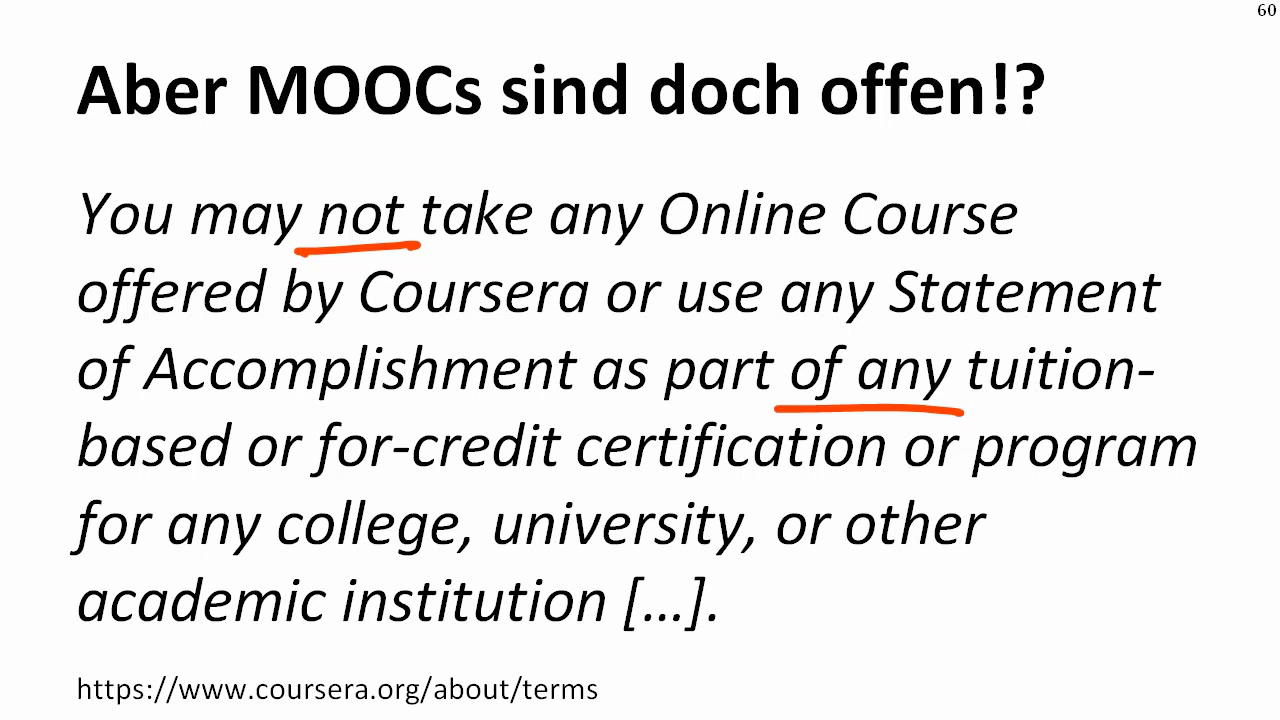 60
Aber MOOCs sind doch offen!?
You may not take any Online Course
offered by Coursera or use any Statement
of Accomplishment as part of any tuition-
based or for-credit certification or program
for any college, university, or other
academic institution […].
https://www.coursera.org/about/terms